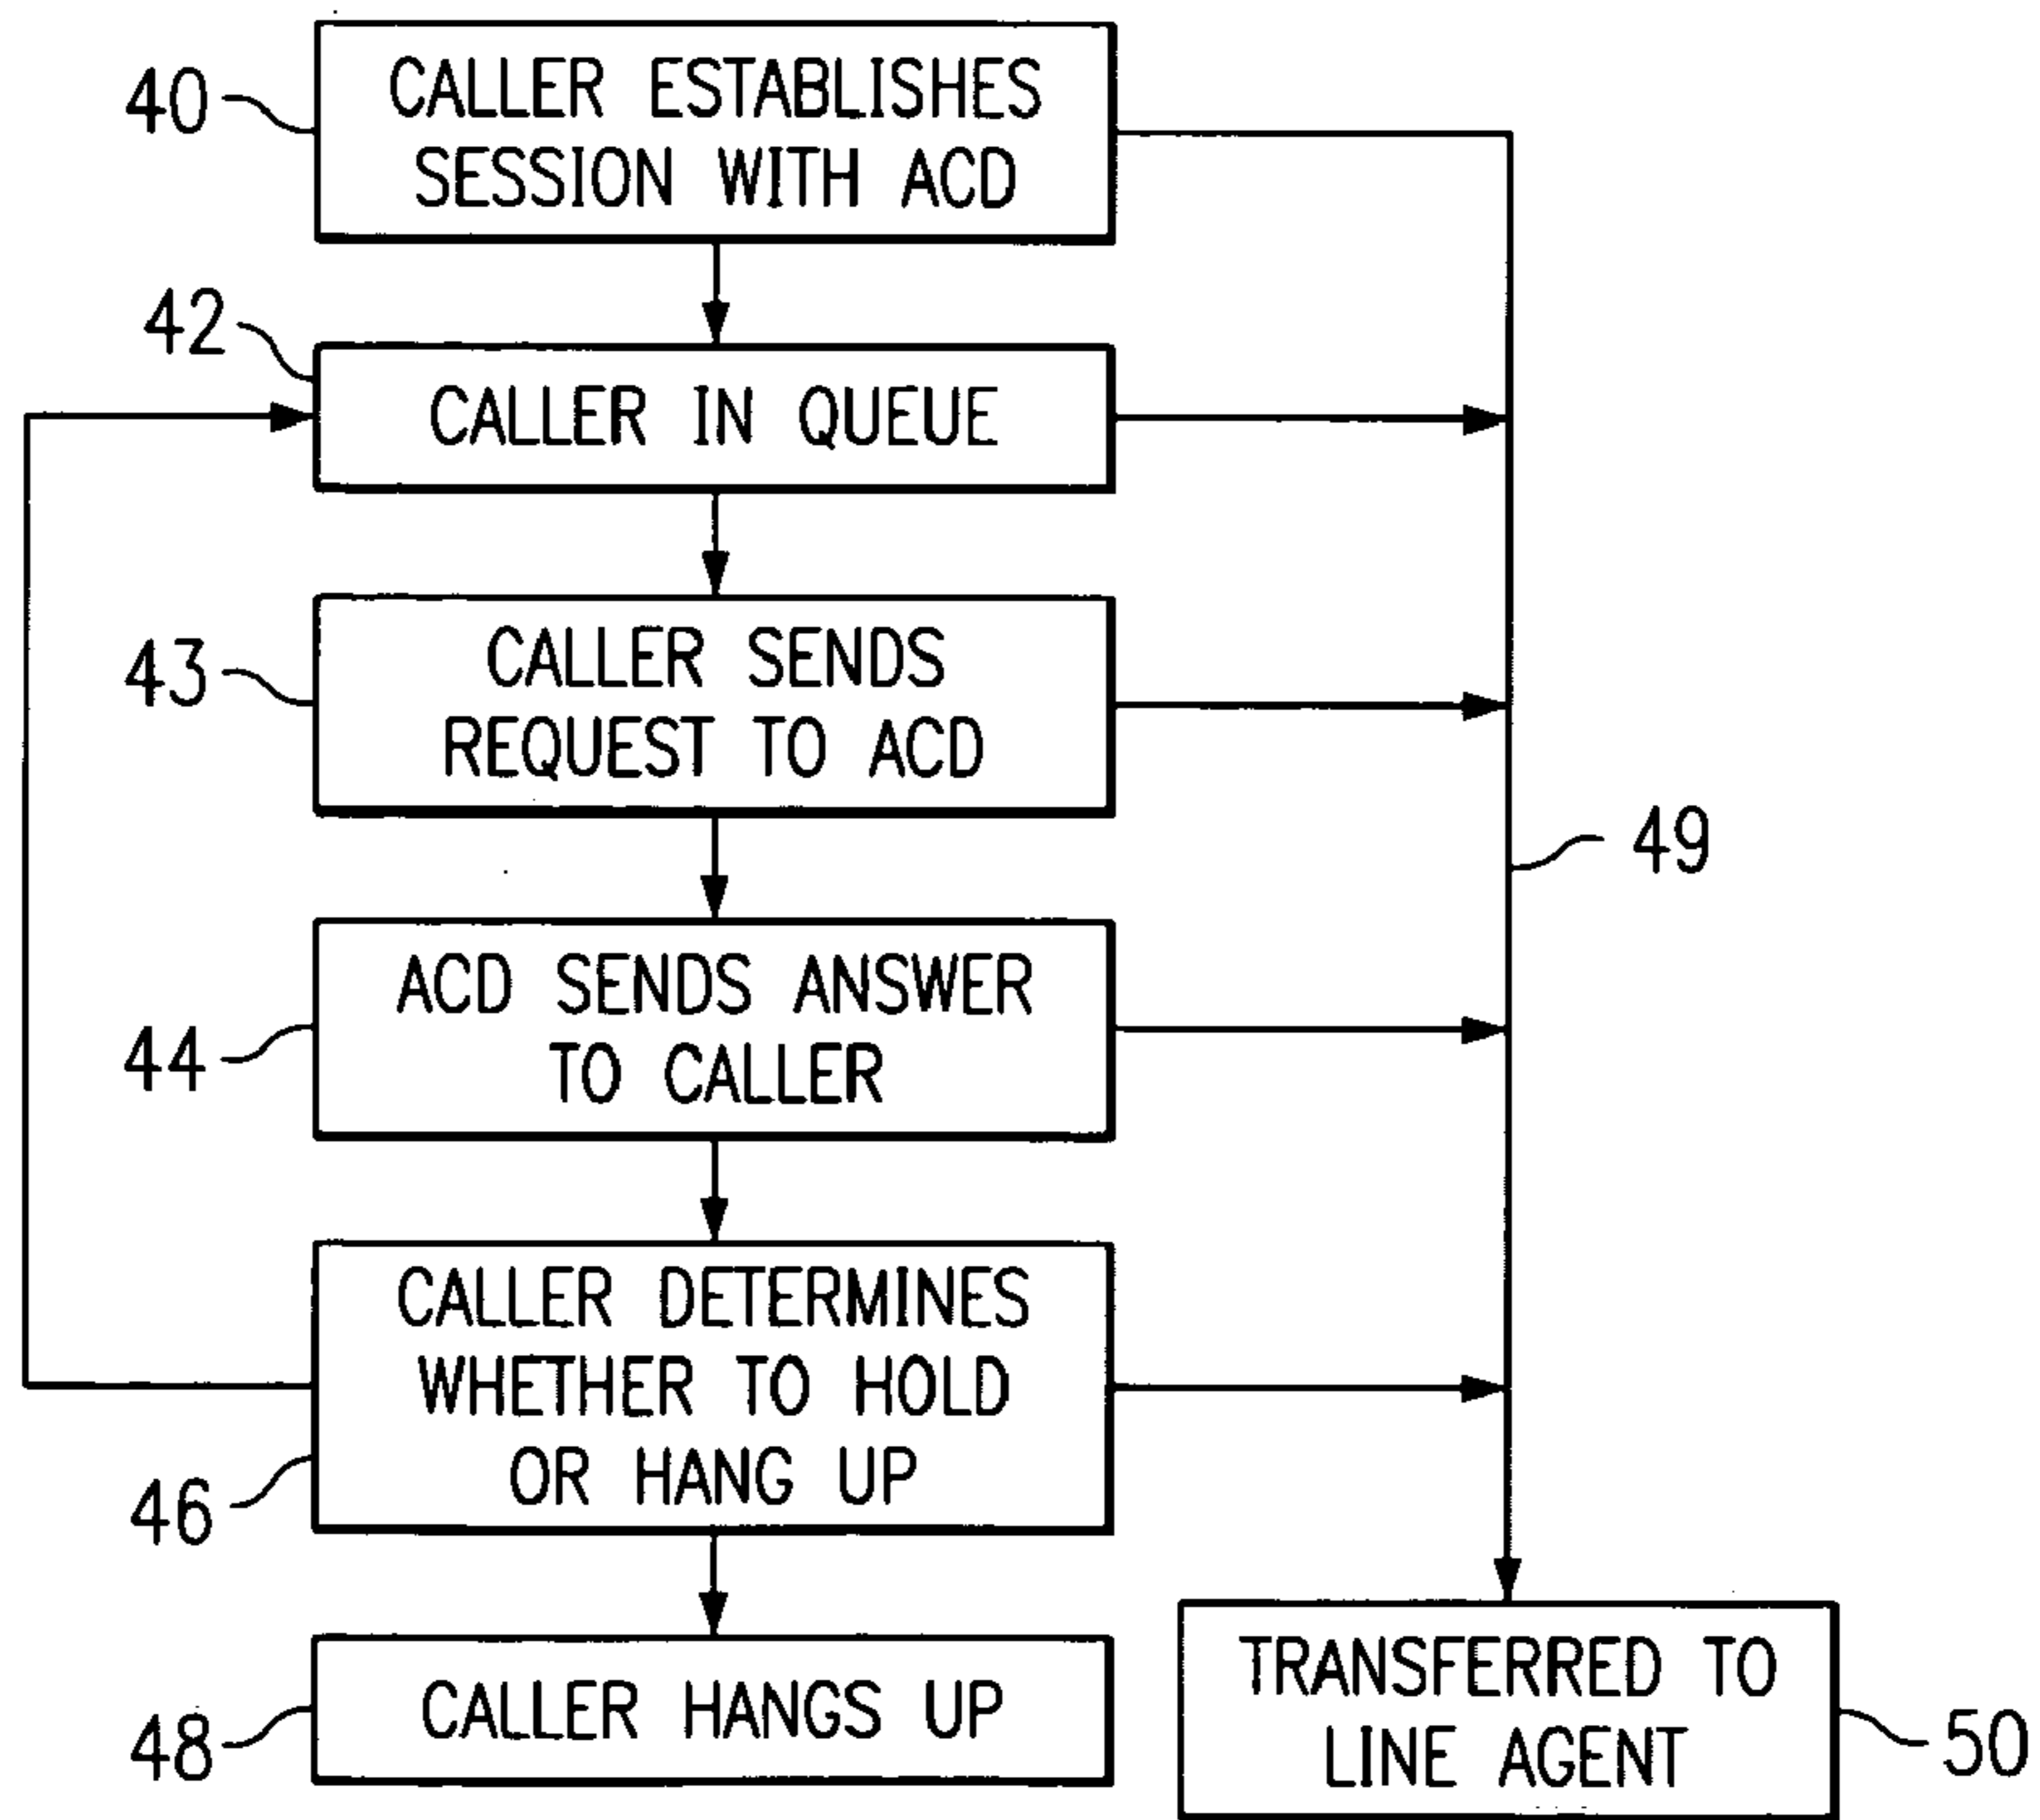 40
CALLER ESTABLISHES
SESSION WITH ACD
42
CALLER IN QUEUE
43
CALLER SENDS
REQUEST TO ACD
49
44
ACD SENDS ANSWER
TO CALLER
46
CALLER DETERMINES
WHETHER TO HOLD
OR HANG UP
48
CALLER HANGS UP
TRANSFERRED TO
LINE AGENT
50